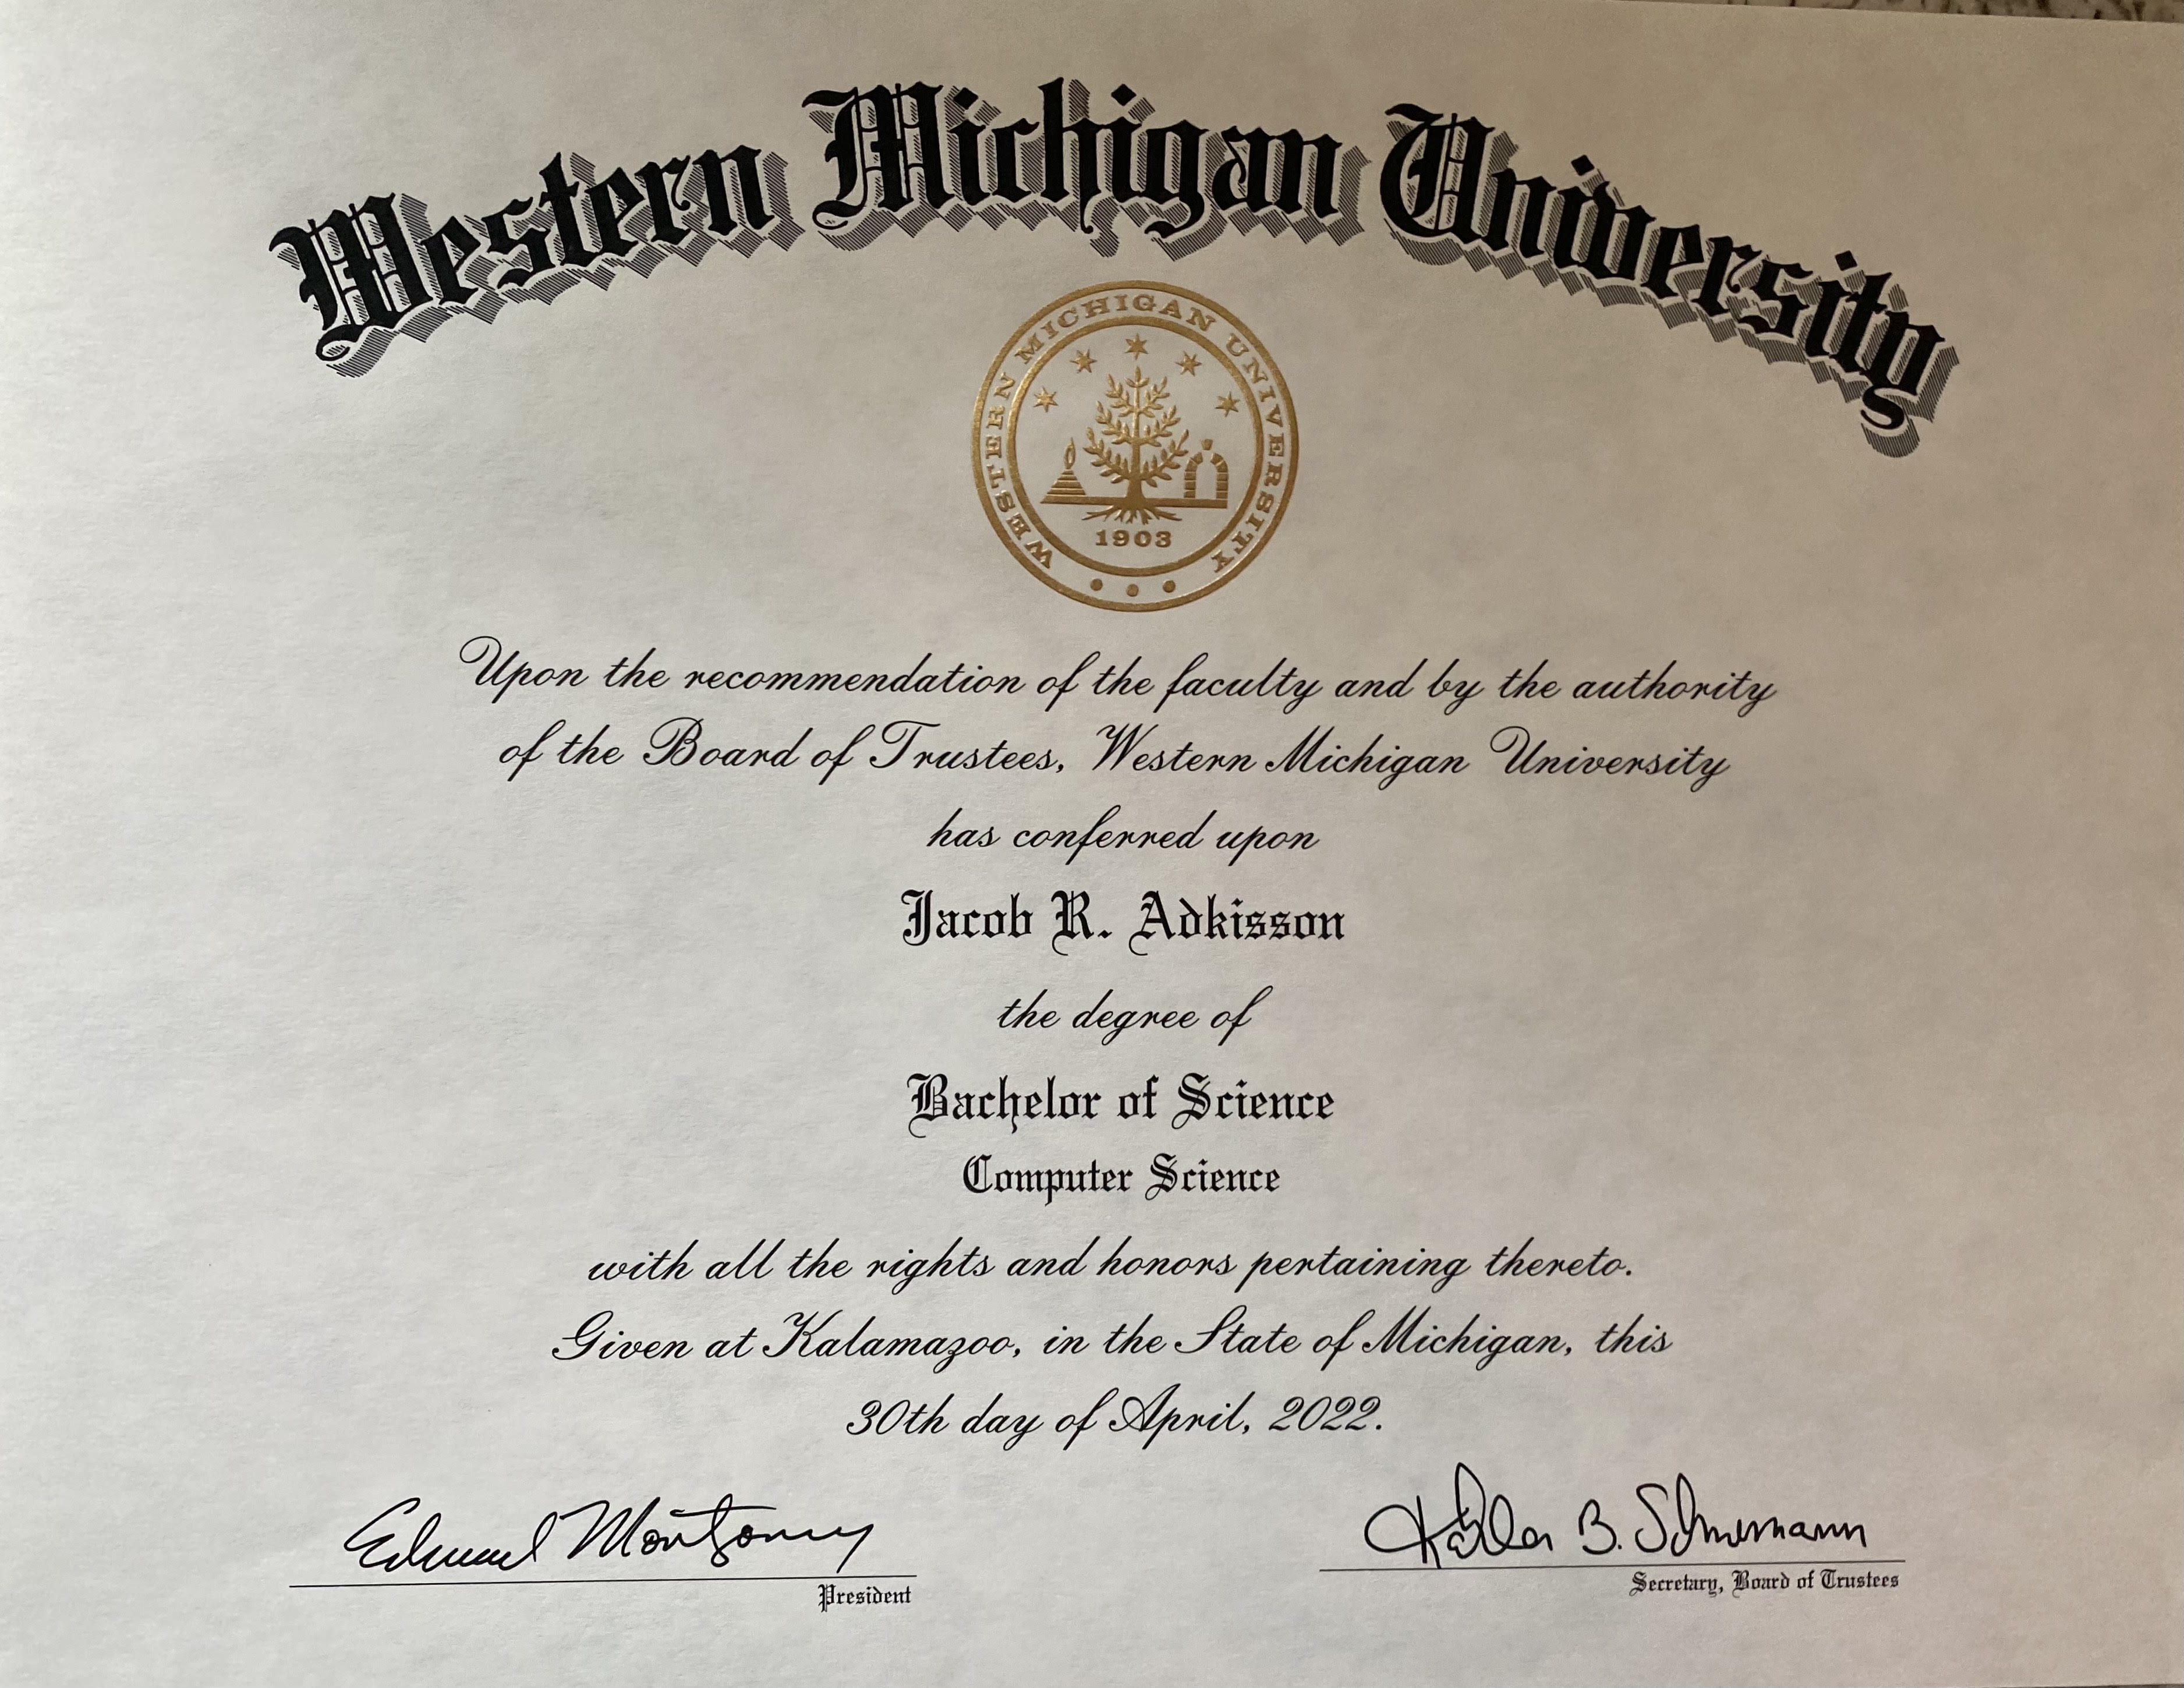 Western Michigan University
WESTERN MICHIGAN UNIVERSITY
1903
Upon the recommendation of the faculty and by the authority
of the Board of Trustees, Western Michigan University
has conferred upon
Jacob R. Adkisson
the degree of
Bachelor of Science
Computer Science
with all the rights and honors pertaining thereto.
Given at Kalamazoo, in the State of Michigan, this
30th day of April, 2022.
Edward Montgomery
B. Schuemann
President
Secretary, Board of Trustees